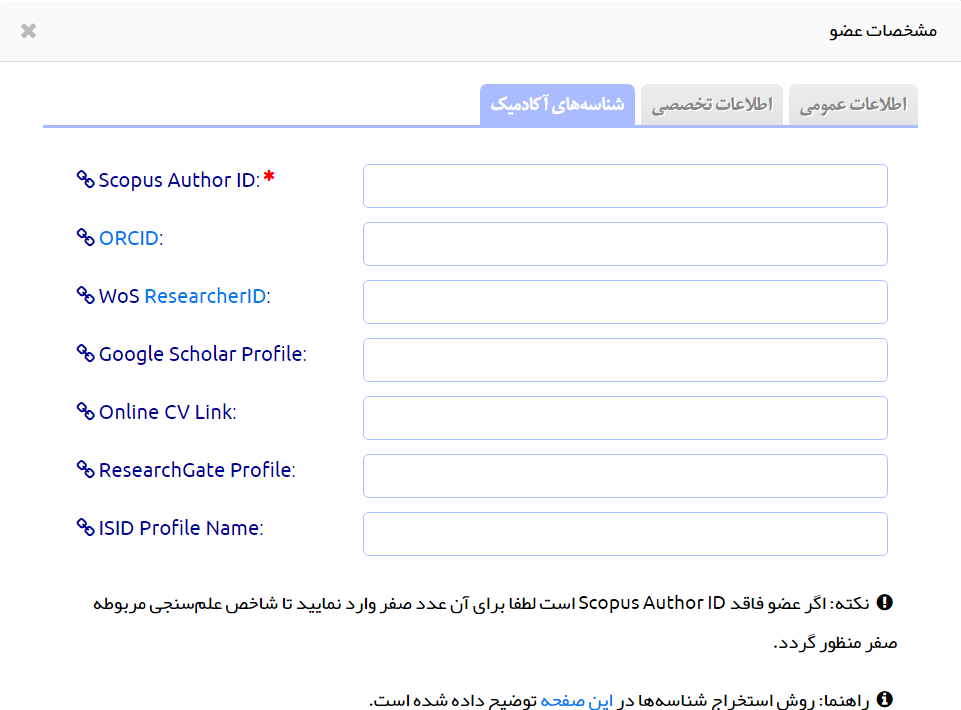 مشخصات عضو
اطلاعات عمومی
اطلاعات تخصصی
شناسه‌های آکادمیک
Scopus Author ID:*
ORCID:
WoS ResearcherID:
Google Scholar Profile:
Online CV Link:
ResearchGate Profile:
ISID Profile Name:
نکته: اگر عضو فاقد Scopus Author ID است لطفا برای آن عدد صفر وارد نمایید تا شاخص علم‌سنجی مربوطه
صفر منظور گردد.
راهنما: روش استخراج شناسه‌ها در این صفحه توضیح داده شده است.